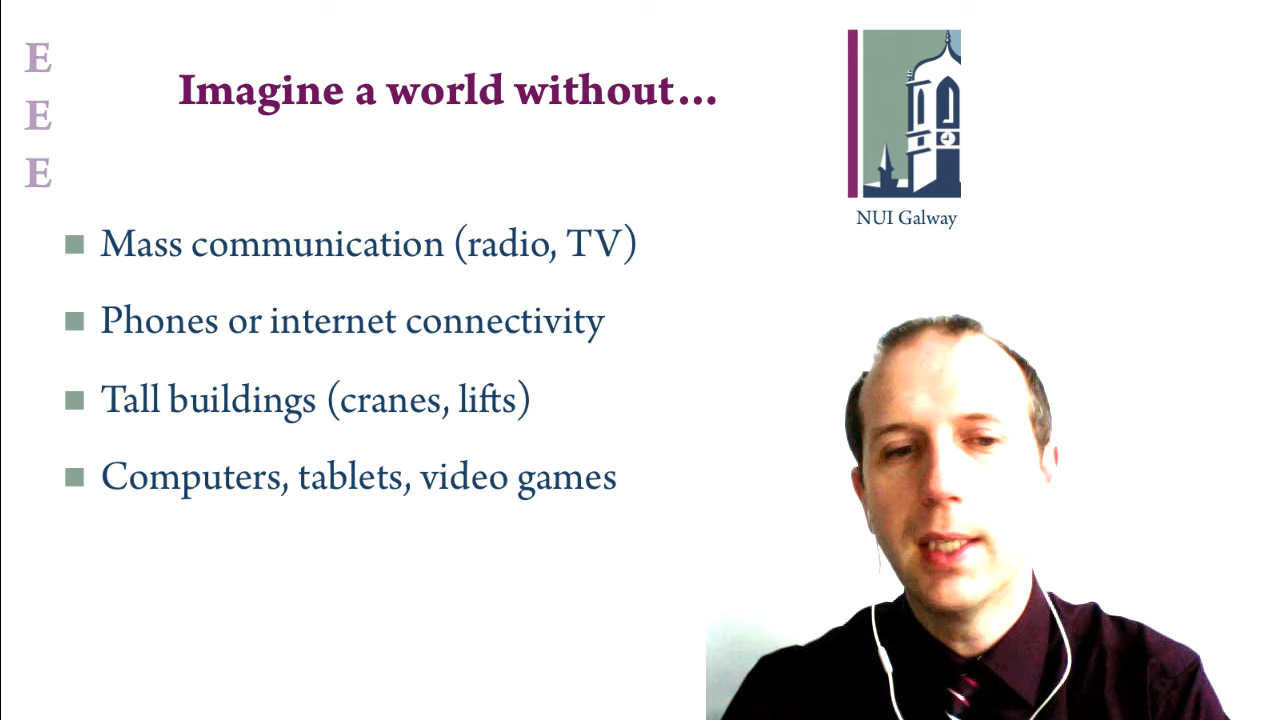 E
E
E
Imagine a world without…
NUI Galway
Mass communication (radio, TV)
Phones or internet connectivity
Tall buildings (cranes, lifts)
Computers, tablets, video games